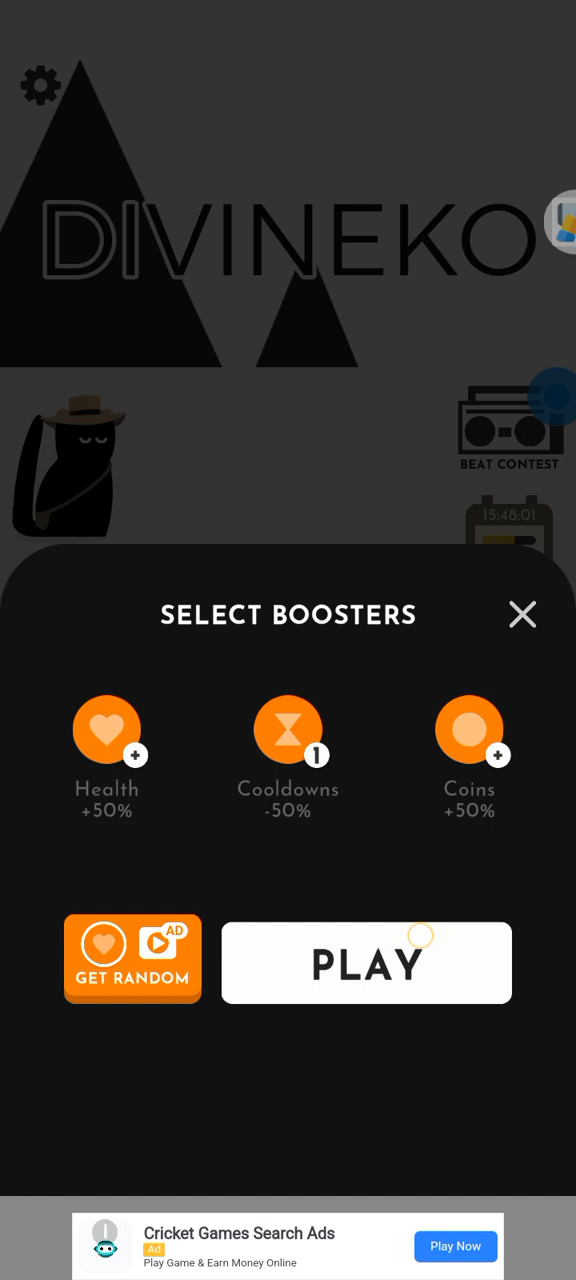 DIVINEKO
BEAT CONTEST
15:48:01
SELECT BOOSTERS
+
1
+
Health
+50%
Cooldowns
-50%
Coins
+50%
AD
GET RANDOM
PLAY
Cricket Games Search Ads
Ad
Play Game & Earn Money Online
Play Now